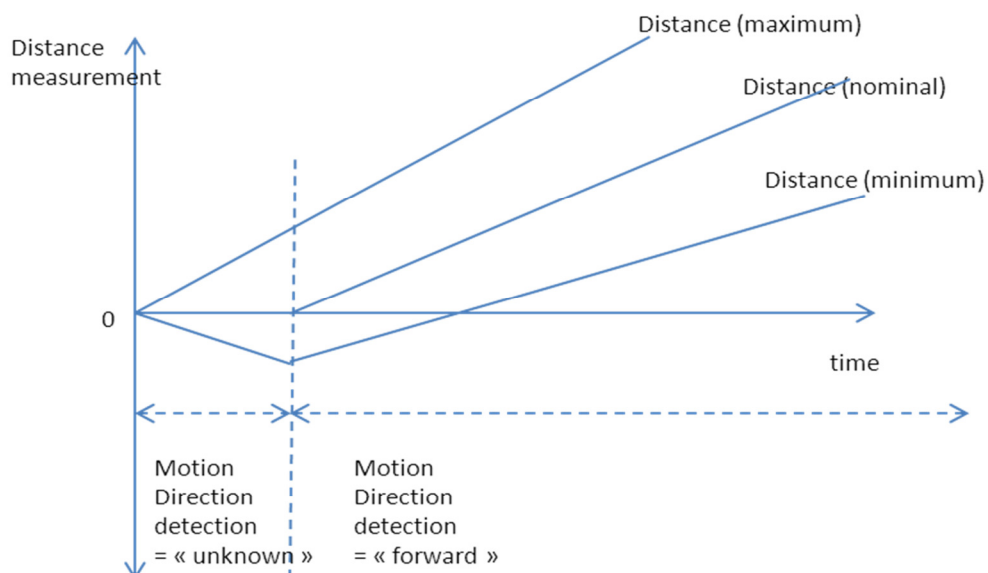 Distance (maximum)
Distance
measurement
Distance (nominal)
Distance (minimum)
0
time
Motion
Direction
detection
= « unknown »
Motion
Direction
detection
= « forward »